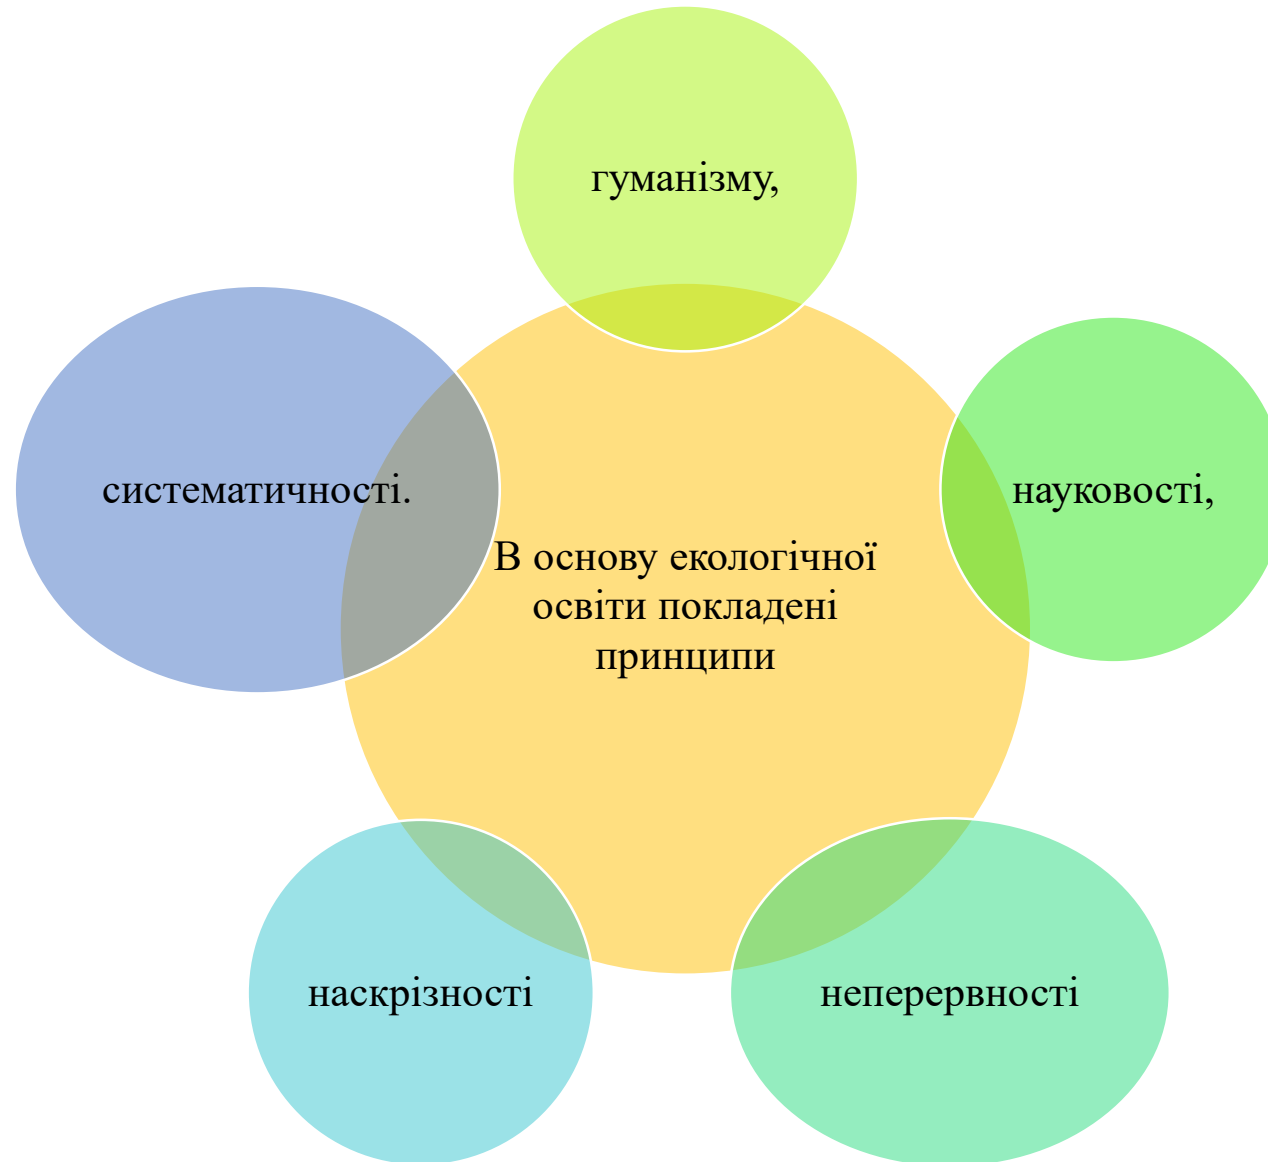 гуманізму,
систематичності.
науковості,
В основу екологічної
освіти покладені
принципи
наскрізності
неперервності